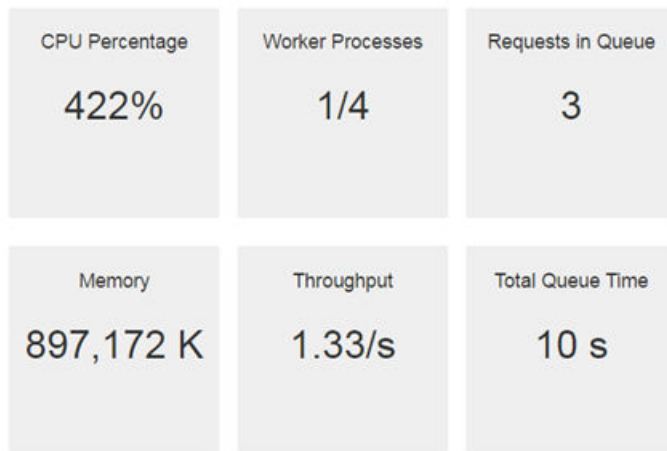 CPU Percentage
Worker Processes
Requests in Queue
422%
1/4
3
Memory
Throughput
Total Queue Time
897,172 K
1.33/s
10 s